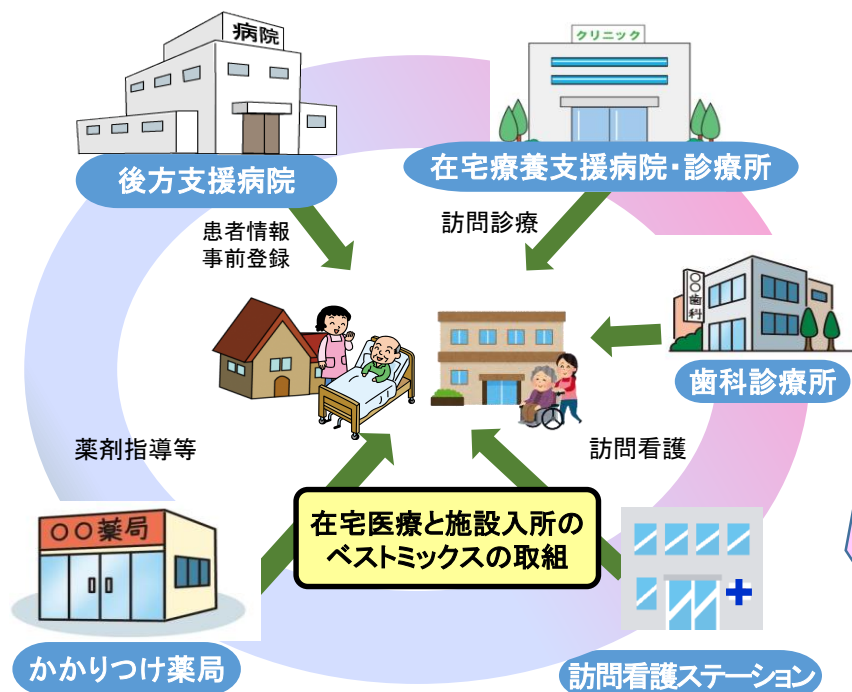 病院
クリニック
後方支援病院
在宅療養支援病院・診療所
患者情報
事前登録
訪問診療
〇〇歯科
歯科診療所
薬剤指導等
訪問看護
在宅医療と施設入所の
ベストミックスの取組
〇〇薬局
かかりつけ薬局
訪問看護ステーション